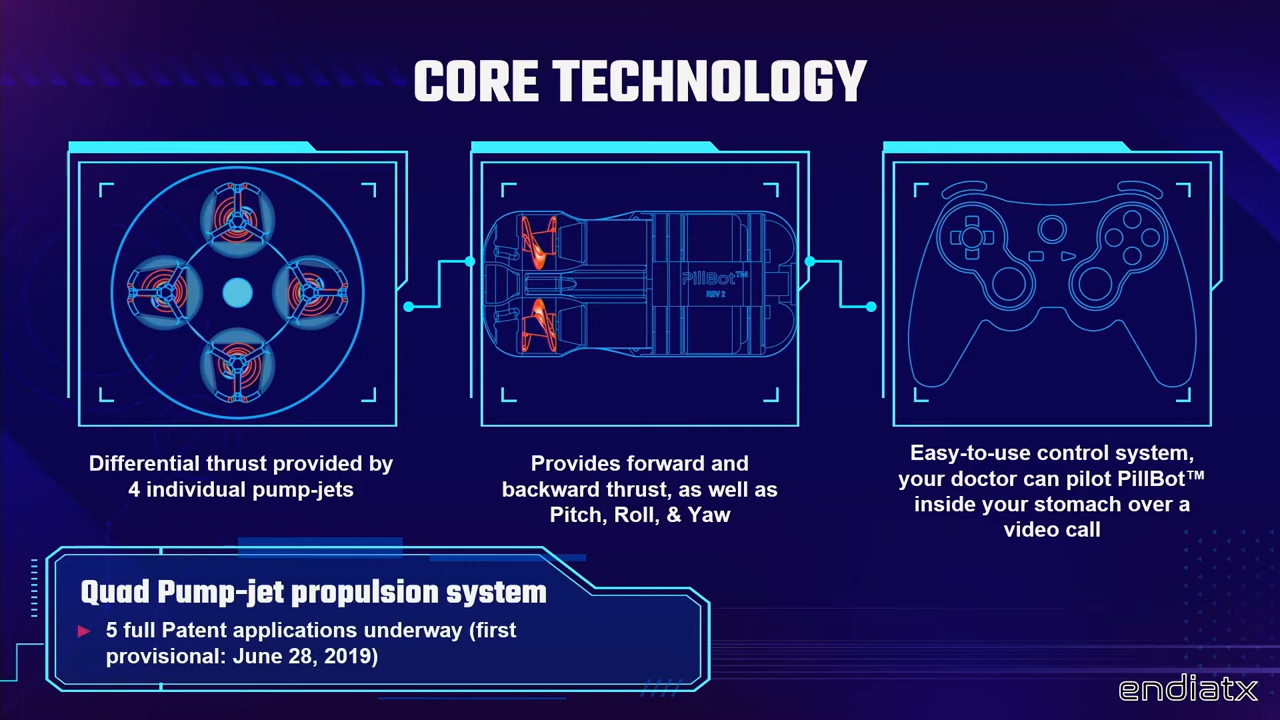 CORE TECHNOLOGY
PillBot™
REV 2
Differential thrust provided by
4 individual pump-jets
Provides forward and
backward thrust, as well as
Pitch, Roll, & Yaw
Easy-to-use control system,
your doctor can pilot PillBot™
inside your stomach over a
video call
Quad Pump-jet propulsion system
5 full Patent applications underway (first
provisional: June 28, 2019)
endiatx